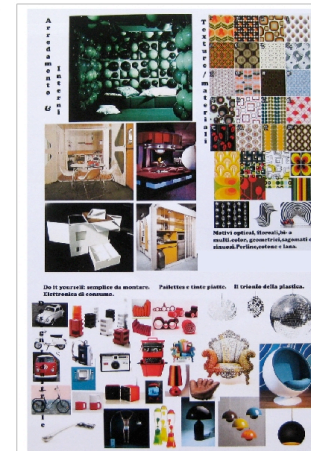 Arredamento & Interni
Texture/materiali
Motivi optical, floreali, bi- a
multi.color, geometrici, sagomati e
sinuosi. Perline, cotone e lana.
Do it yourself: semplice da montare.
Elettronica di consumo.
Pailettes e tinte piatte.
Il trionfo della plastica.